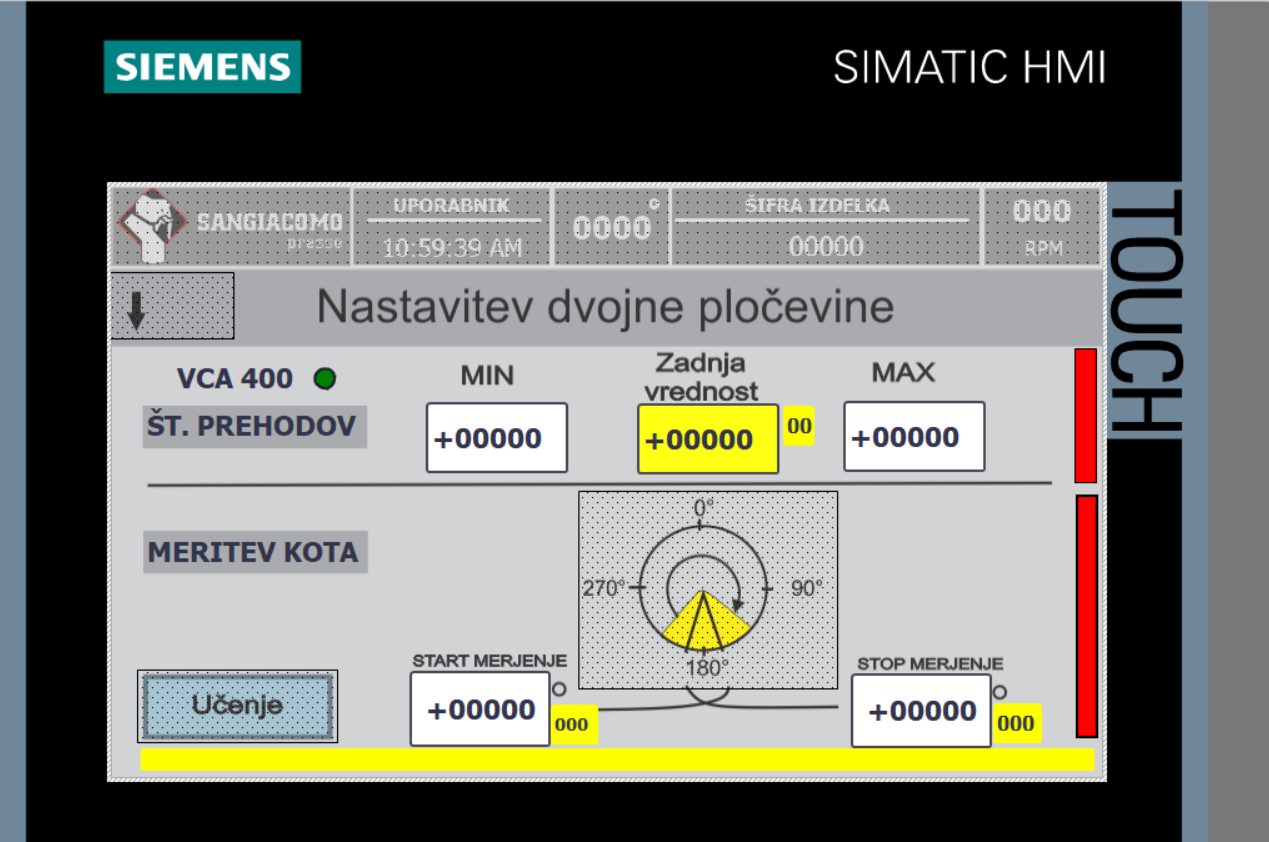 SIEMENS
SIMATIC HMI
TOUCH
SANGIACOMO
presse
UPORABNIK
10:59:39 AM
0000°
ŠIFRA IZDELKA
00000
000
RPM
Nastavitev dvojne pločevine
VCA 400
MIN
Zadnja
vrednost
MAX
ŠT. PREHODOV
+00000
+00000
00
+00000
MERITEV KOTA
0°
270°
90°
180°
START MERJENJE
STOP MERJENJE
Učenje
+00000
000
+00000
000